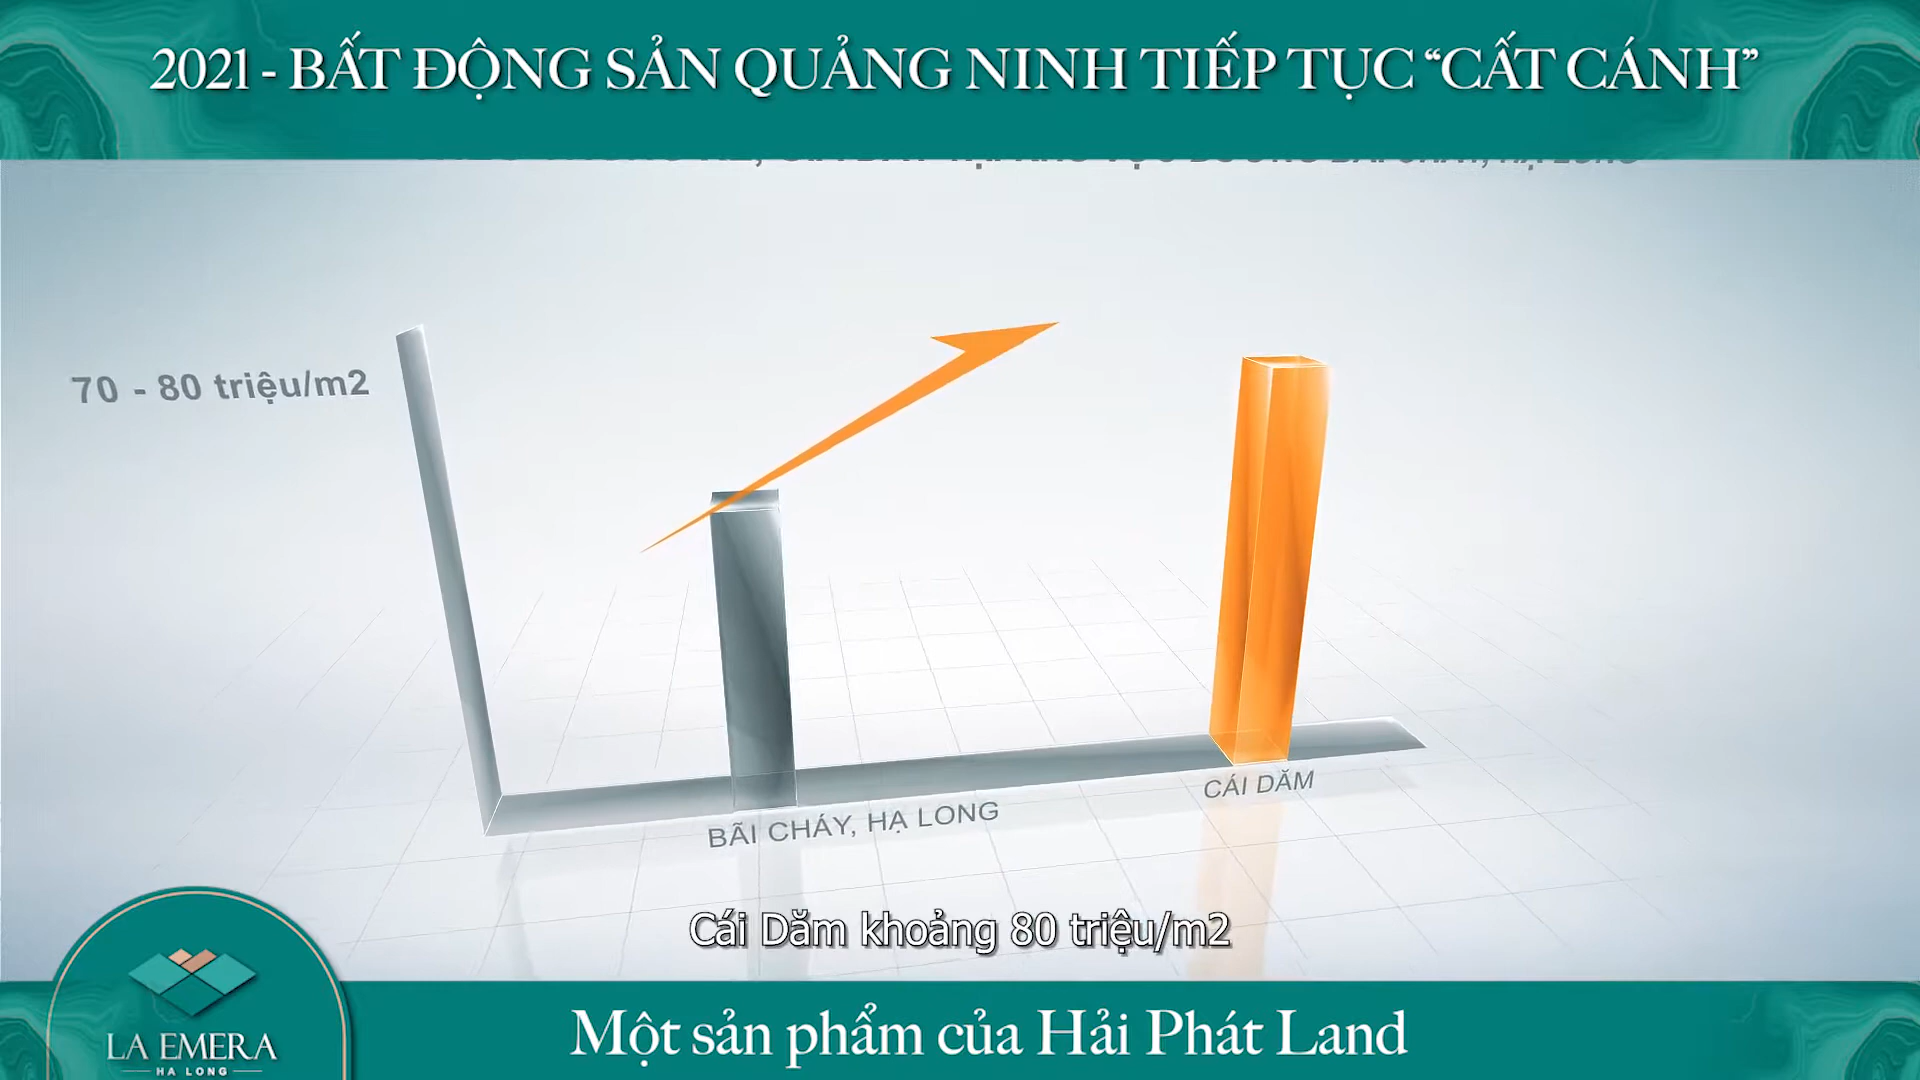 2021 - BẤT ĐỘNG SẢN QUẢNG NINH TIẾP TỤC “CẤT CÁNH”
70 - 80 triệu/m2
BÃI CHÁY, HẠ LONG
CÁI DĂM
Cái Dăm khoảng 80 triệu/m2
LA EMERA
HA LONG
Một sản phẩm của Hải Phát Land